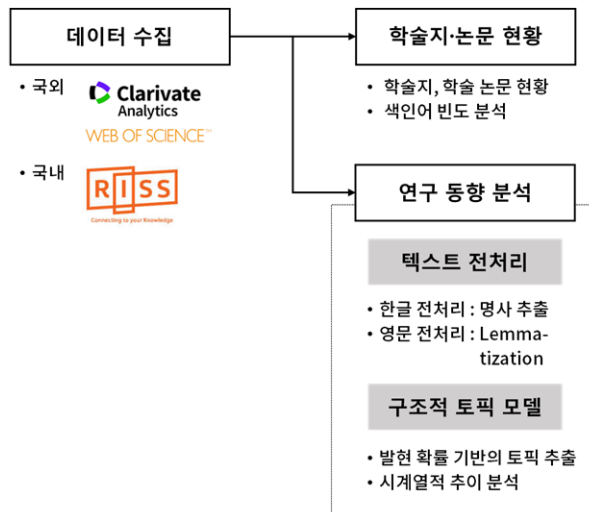 데이터 수집
• 국외
Clarivate
Analytics
WEB OF SCIENCE™
• 국내
RISS
Connecting to your Knowledge
학술지·논문 현황
• 학술지, 학술 논문 현황
• 색인어 빈도 분석
연구 동향 분석
텍스트 전처리
• 한글 전처리 : 명사 추출
• 영문 전처리 : Lemma-
tization
구조적 토픽 모델
• 발현 확률 기반의 토픽 추출
• 시계열적 추이 분석